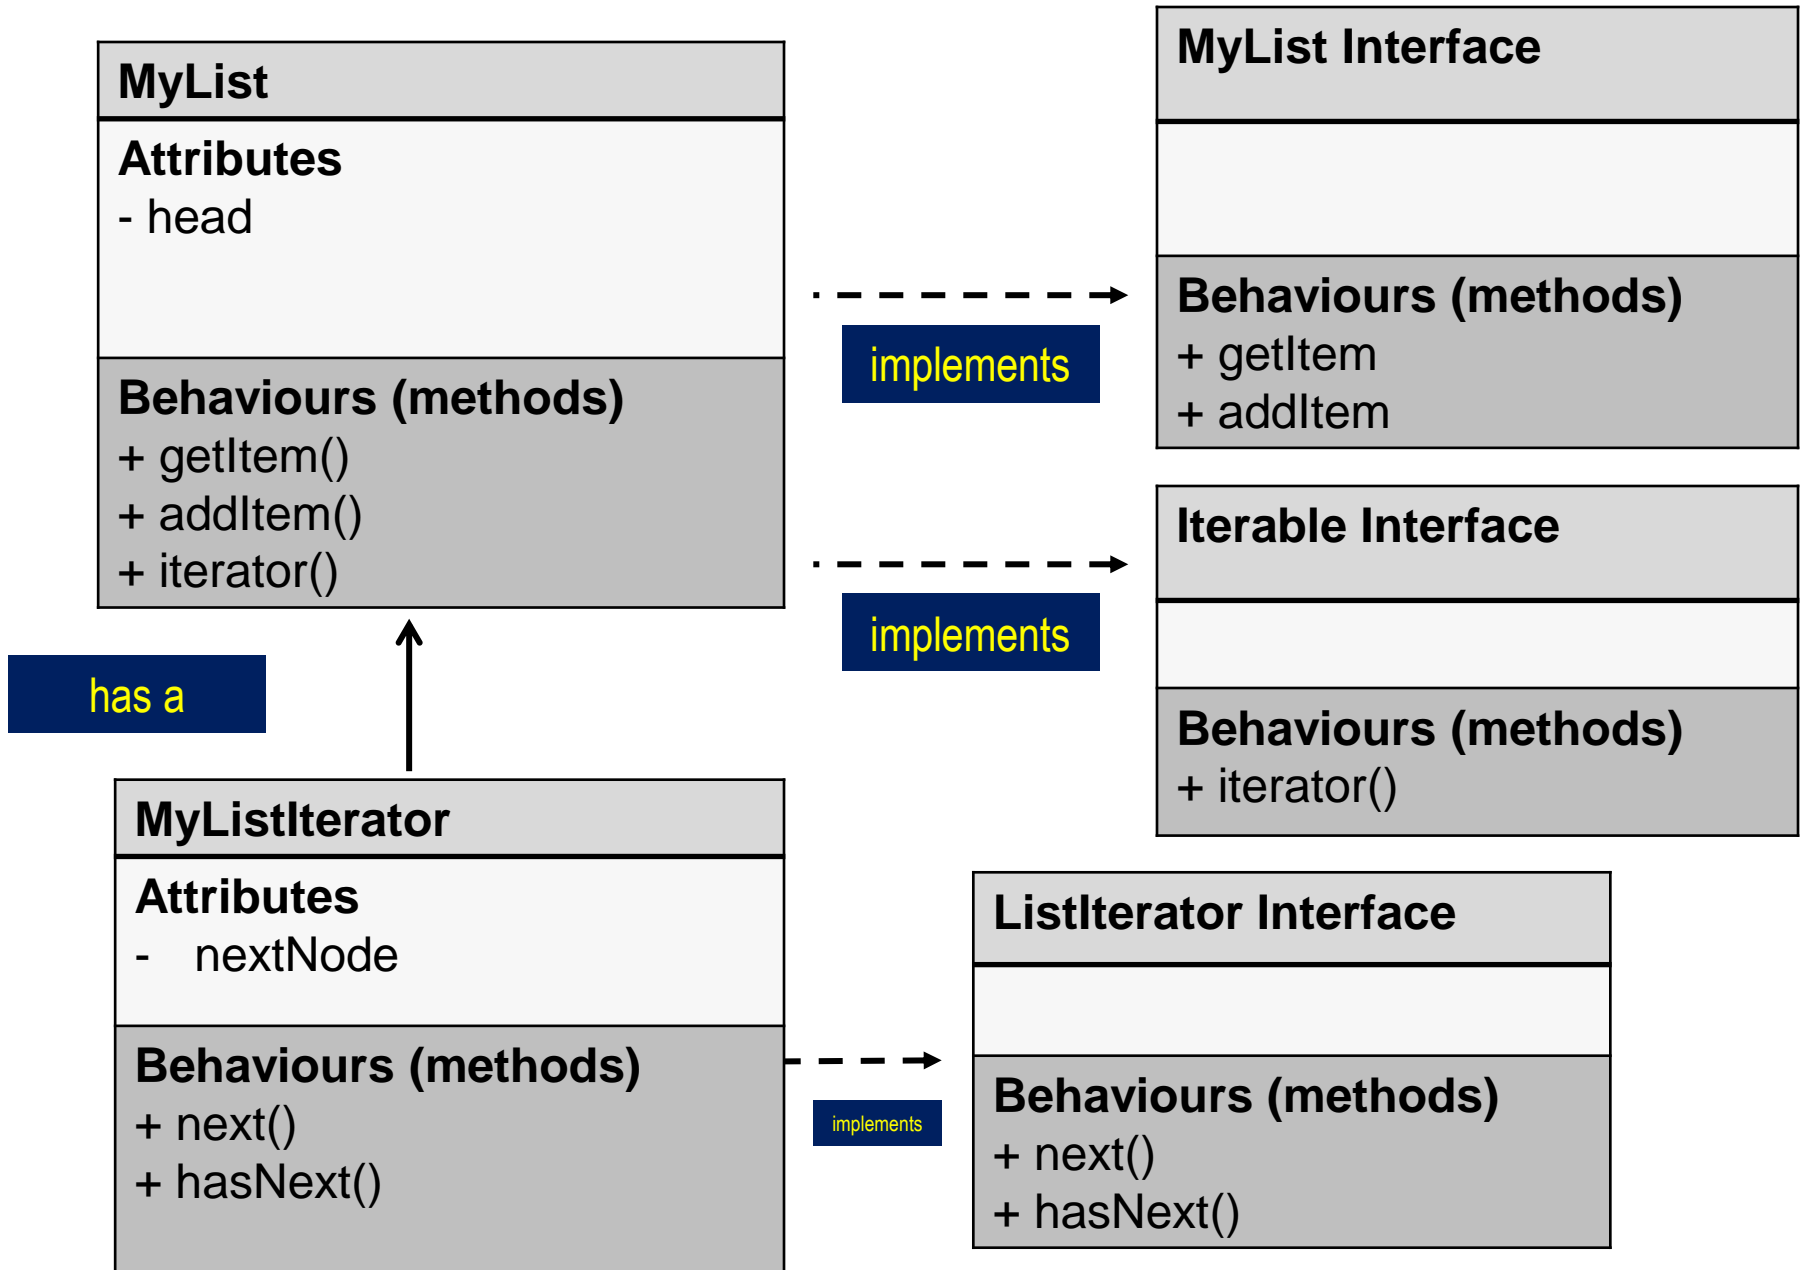 MyList
Attributes
- head
Behaviours (methods)
+ getItem()
+ addItem()
+ iterator()
implements
MyList Interface
Behaviours (methods)
+ getItem
+ addItem
implements
Iterable Interface
Behaviours (methods)
+ iterator()
has a
MyListIterator
Attributes
- nextNode
Behaviours (methods)
+ next()
+ hasNext()
implements
ListIterator Interface
Behaviours (methods)
+ next()
+ hasNext()